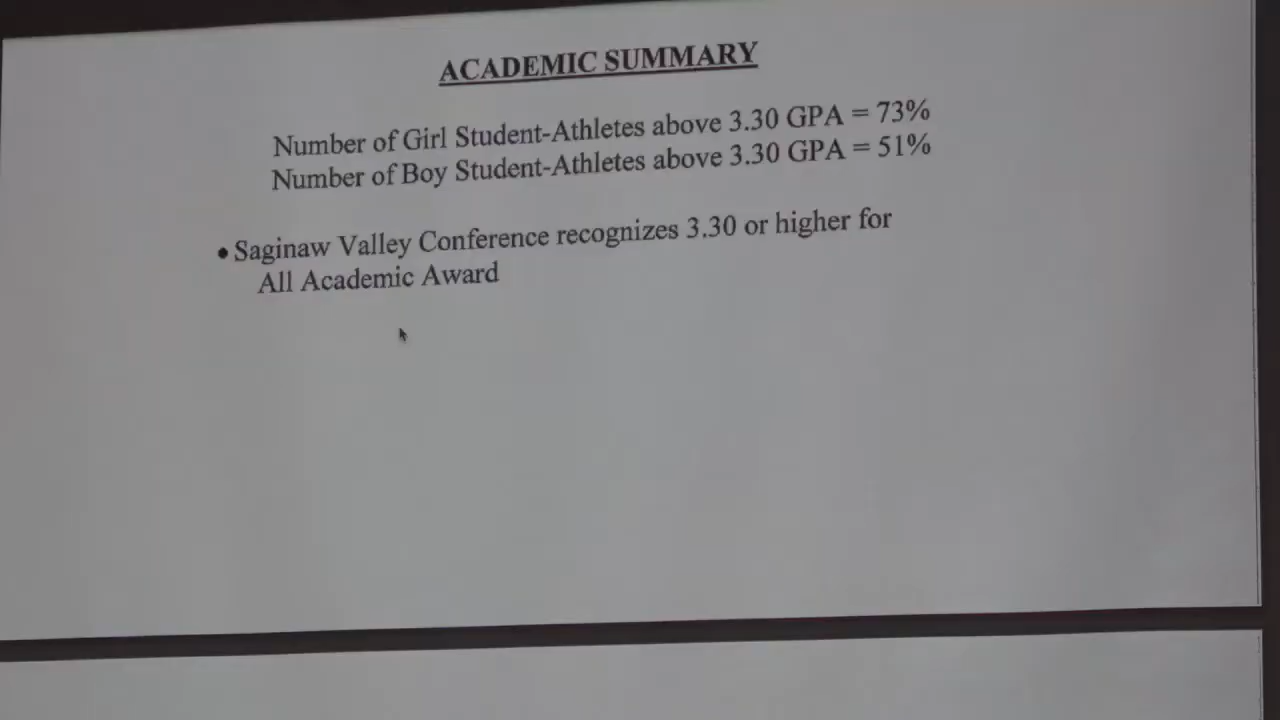 ACADEMIC SUMMARY
Number of Girl Student-Athletes above 3.30 GPA = 73%
Number of Boy Student-Athletes above 3.30 GPA = 51%
• Saginaw Valley Conference recognizes 3.30 or higher for
All Academic Award